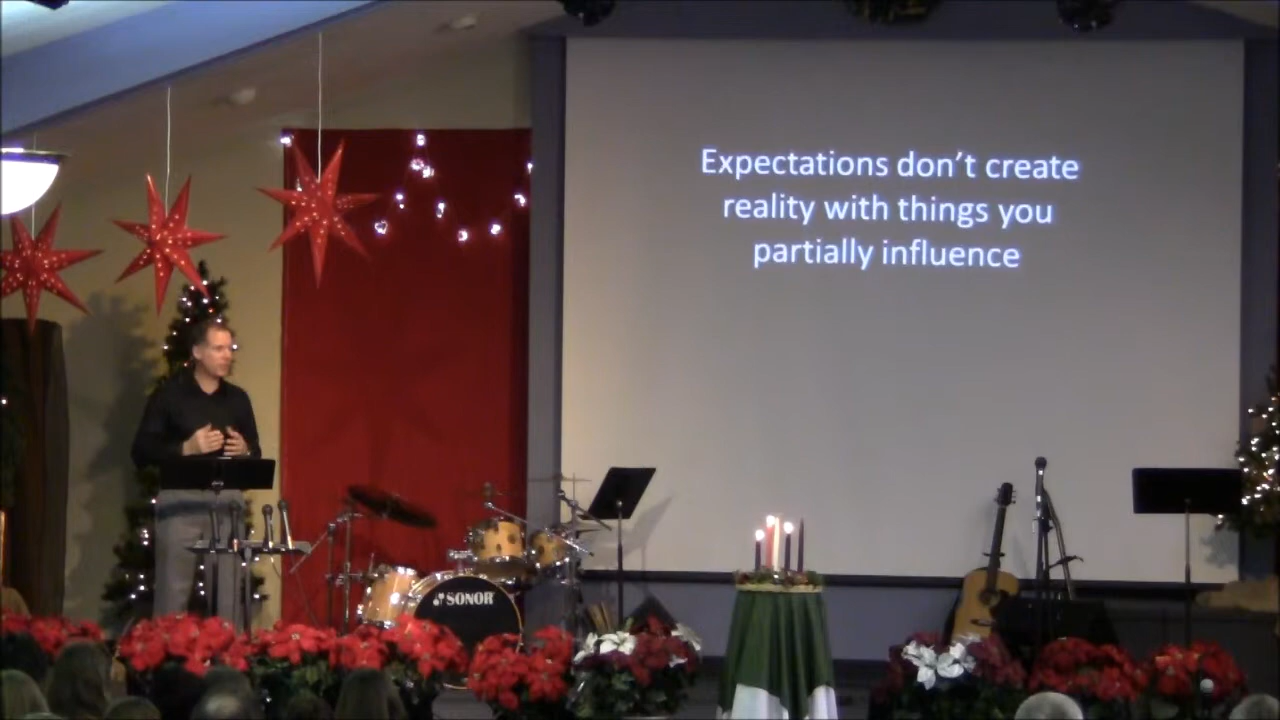 Expectations don’t create
reality with things you
partially influence
SONOR